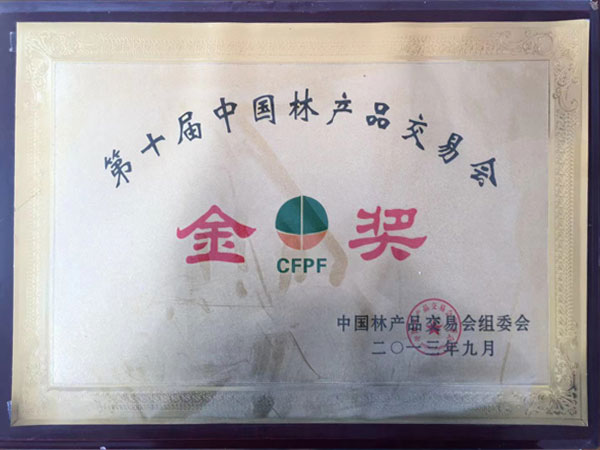 第十届中国林产品交易会
金奖
CFPF
中国林产品交易会组委会
二〇一三年九月